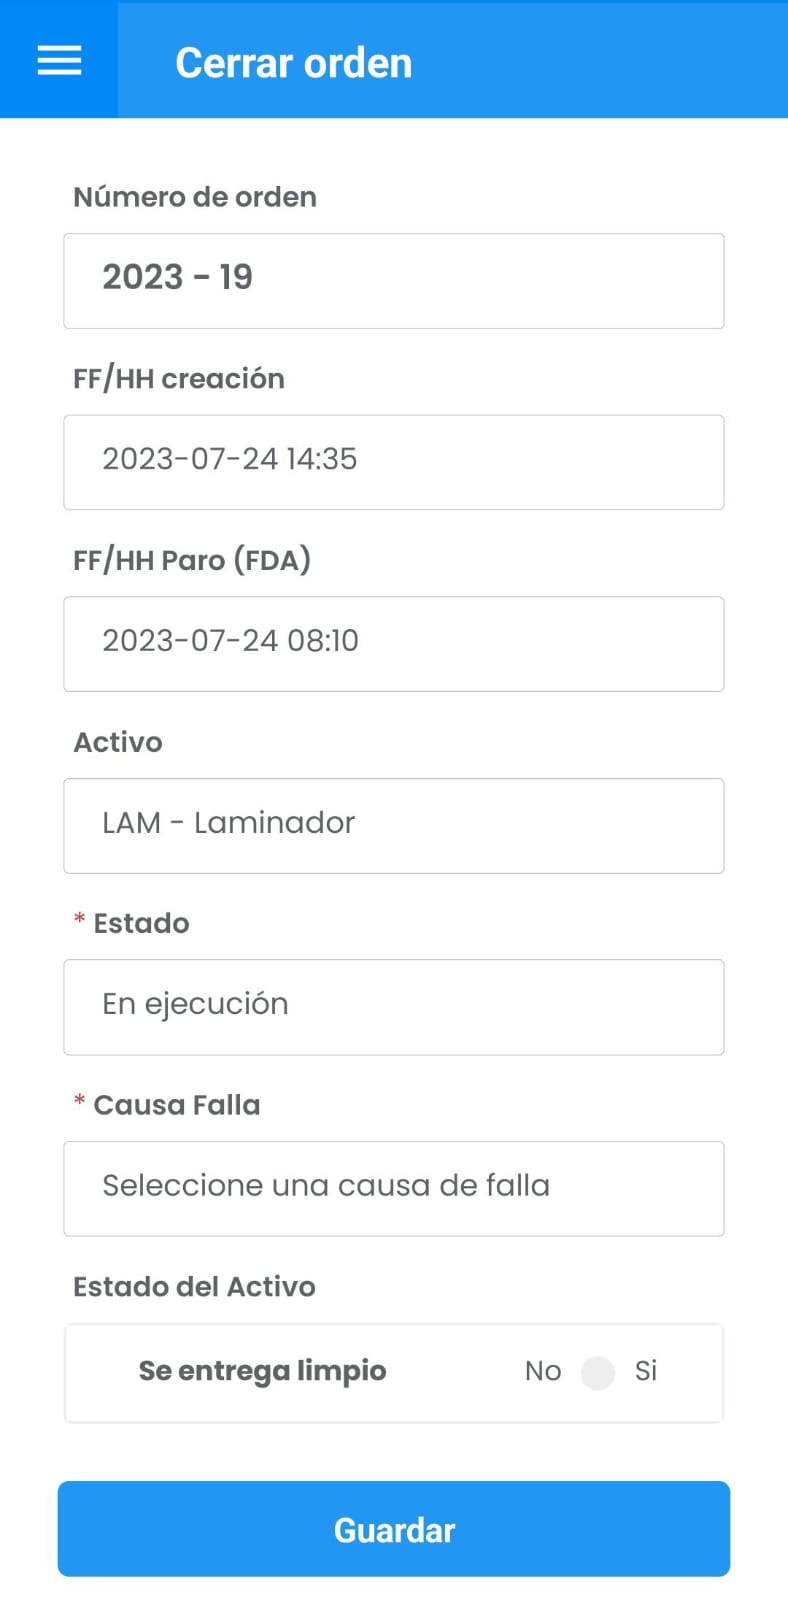 Cerrar orden
Número de orden
2023 - 19
FF/HH creación
2023-07-24 14:35
FF/HH Paro (FDA)
2023-07-24 08:10
Activo
LAM - Laminador
* Estado
En ejecución
* Causa Falla
Seleccione una causa de falla
Estado del Activo
Se entrega limpio No Si
Guardar